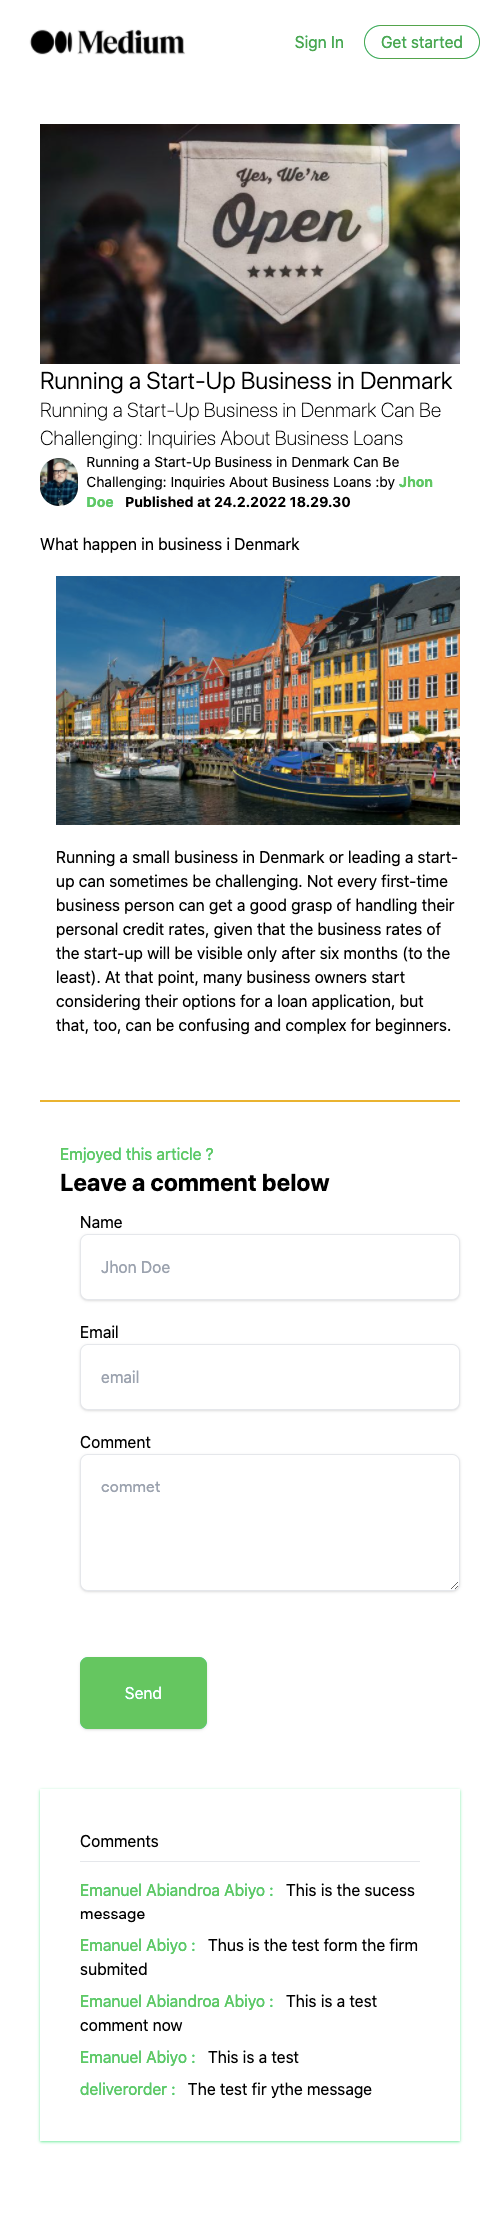 Medium
Sign In
Get started
Yes, We're
Open
Running a Start-Up Business in Denmark
Running a Start-Up Business in Denmark Can Be
Challenging: Inquiries About Business Loans
Running a Start-Up Business in Denmark Can Be
Challenging: Inquiries About Business Loans :by Jhon
Doe Published at 24.2.2022 18.29.30
What happen in business i Denmark
Running a small business in Denmark or leading a start-
up can sometimes be challenging. Not every first-time
business person can get a good grasp of handling their
personal credit rates, given that the business rates of
the start-up will be visible only after six months (to the
least). At that point, many business owners start
considering their options for a loan application, but
that, too, can be confusing and complex for beginners.
Emjoyed this article ?
Leave a comment below
Name
Jhon Doe
Email
email
Comment
commet
Send
Comments
Emanuel Abiandroa Abiyo : This is the sucess
message
Emanuel Abiyo : Thus is the test form the firm
submited
Emanuel Abiandroa Abiyo : This is a test
comment now
Emanuel Abiyo : This is a test
deliverorder : The test fir ythe message